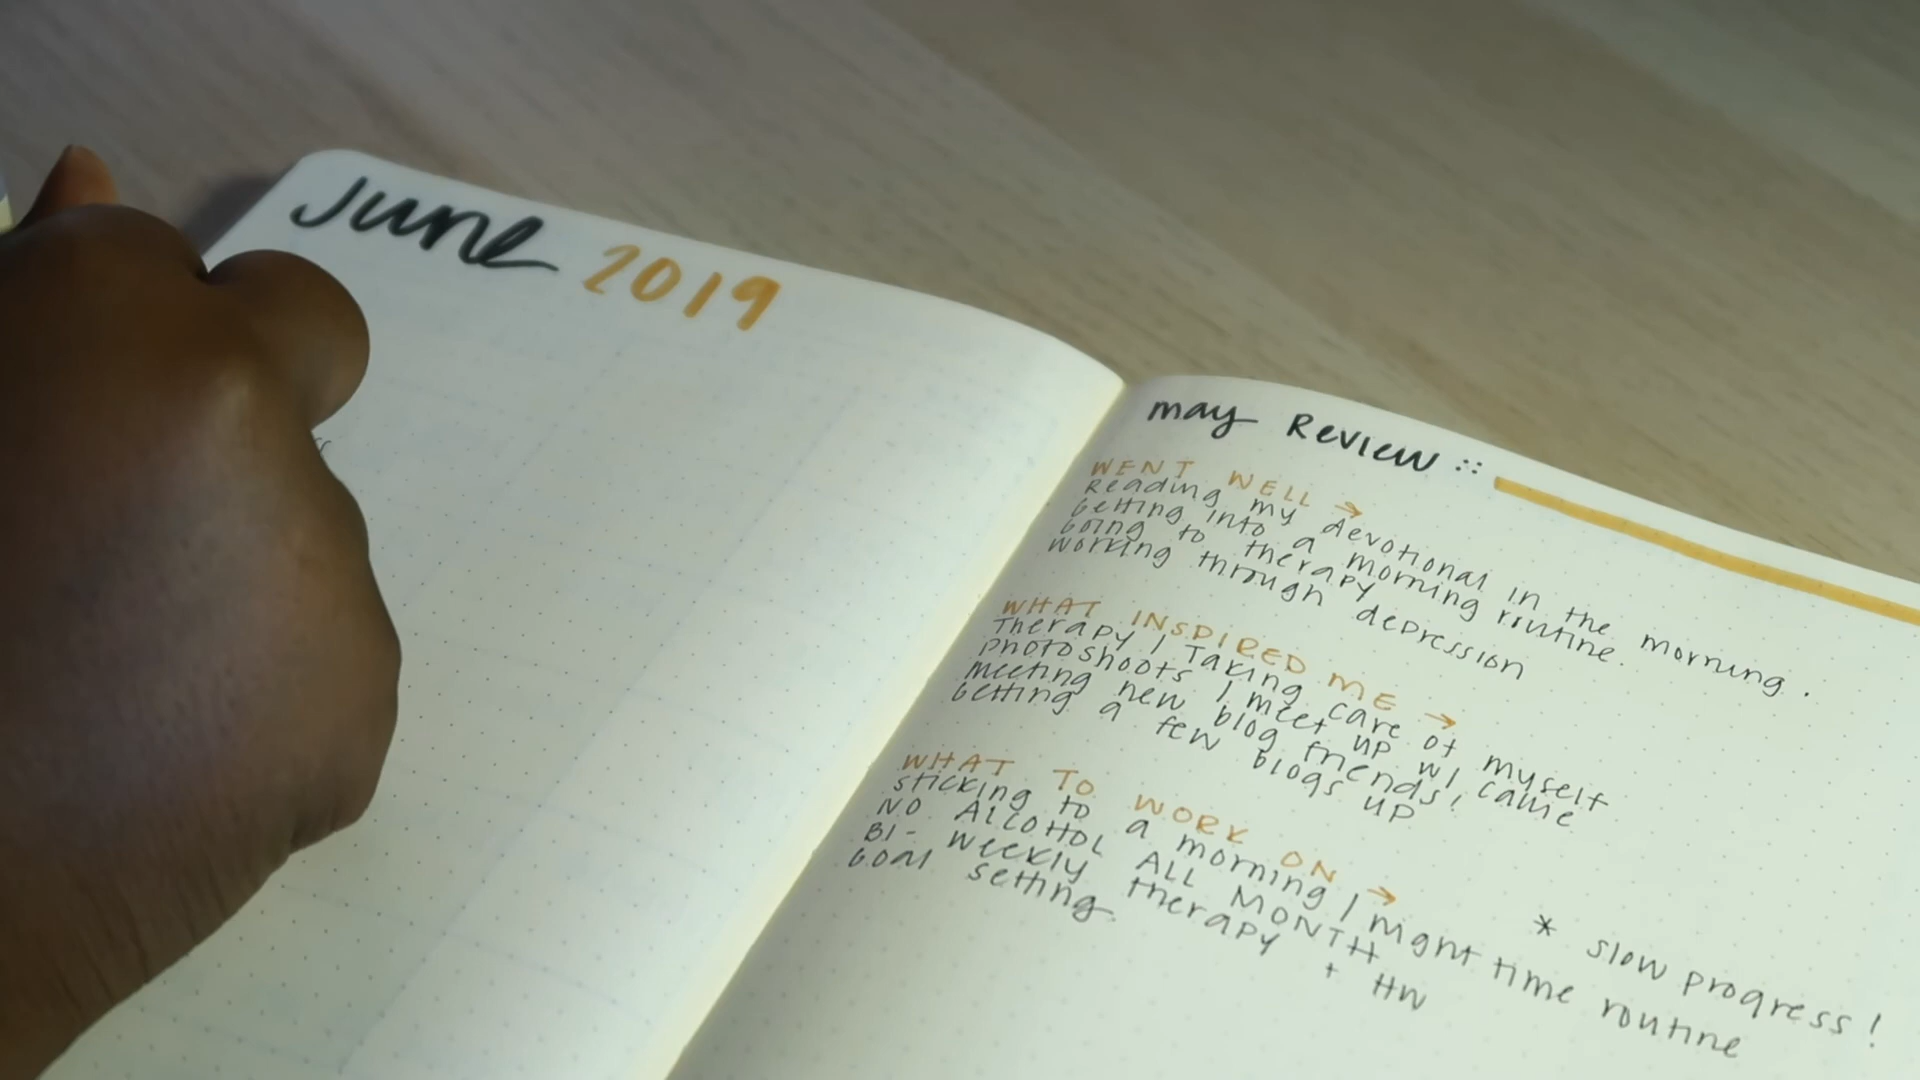 June 2019
may Review ::
WENT WELL →
Reading my devotional in the morning.
Getting into a morning routine.
Going to therapy
working through depression
WHAT INSPIRED ME →
Therapy / Taking care of myself
photoshoots / meet up w/ Callie
meeting new blog friends!
Getting a few blogs up
WHAT TO WORK ON →
sticking to a morning / night time routine
NO ALCOHOL ALL MONTH
BI-weekly therapy + HW
Goal setting
* slow progress!